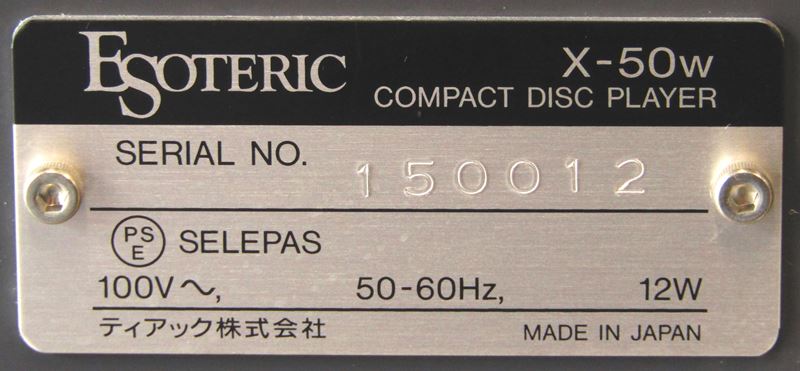 ESOTERIC
X-50w
COMPACT DISC PLAYER
SERIAL NO. 150012
PS E SELEPAS
100V〜, 50-60Hz, 12W
ティアック株式会社 MADE IN JAPAN